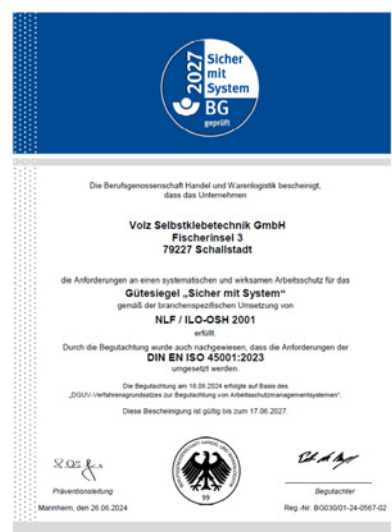 2027
Sicher
mit
System
BG
geprüft
Die Berufsgenossenschaft Handel und Warenlogistik bescheinigt,
dass das Unternehmen
Volz Selbstklebetechnik GmbH
Fischerinsel 3
79227 Schallstadt
die Anforderungen an einen systematischen und wirksamen Arbeitsschutz für das
Gütesiegel „Sicher mit System“
gemäß der branchenspezifischen Umsetzung von
NLF / ILO-OSH 2001
erfüllt.
Durch die Begutachtung wurde auch nachgewiesen, dass die Anforderungen der
DIN EN ISO 45001:2023
umgesetzt werden.
Die Begutachtung am 18.06.2024 erfolgte auf Basis des
„DGUV-Verfahrensgrundsatzes zur Begutachtung von Arbeitsschutzmanagementsystemen“.
Diese Bescheinigung ist gültig bis zum 17.06.2027.
BERUFSGENOSSENSCHAFT HANDEL UND WARENLOGISTIK
99
Präventionsleitung
Begutachter
Mannheim, den 26.06.2024
Reg.-Nr. BG030/01-24-0567-02